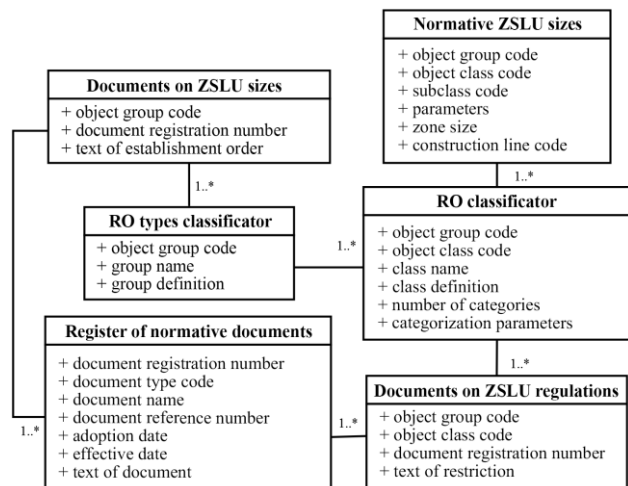 Normative ZSLU sizes
+ object group code
+ object class code
+ subclass code
+ parameters
+ zone size
+ construction line code
Documents on ZSLU sizes
+ object group code
+ document registration number
+ text of establishment order
1..*
1..*
RO types classificator
+ object group code
+ group name
+ group definition
1..*
RO classificator
+ object group code
+ object class code
+ class name
+ class definition
+ number of categories
+ categorization parameters
Register of normative documents
+ document registration number
+ document type code
+ document name
+ document reference number
+ adoption date
+ effective date
+ text of document
1..*
1..*
1..*
Documents on ZSLU regulations
+ object group code
+ object class code
+ document registration number
+ text of restriction